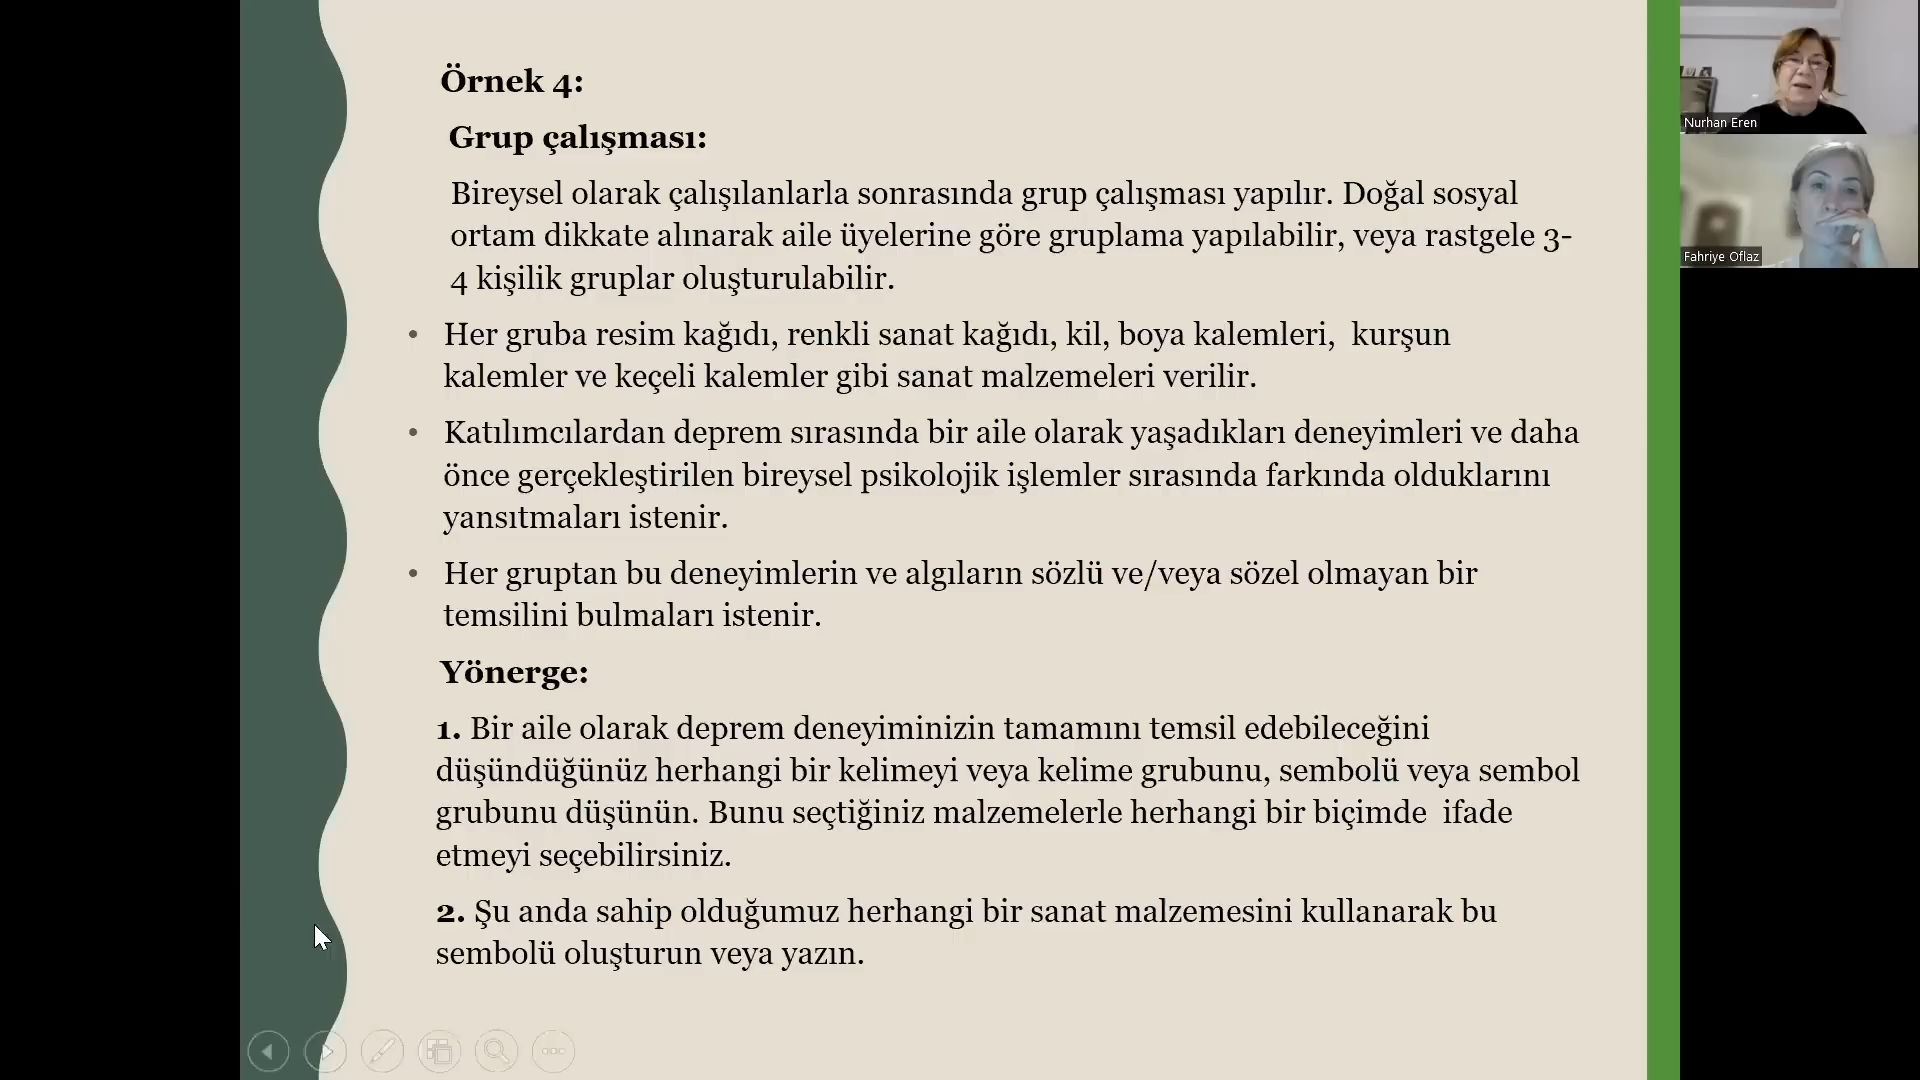 Örnek 4:
Grup çalışması:
Bireysel olarak çalışılanlarla sonrasında grup çalışması yapılır. Doğal sosyal
ortam dikkate alınarak aile üyelerine göre gruplama yapılabilir, veya rastgele 3-
4 kişilik gruplar oluşturulabilir.
• Her gruba resim kağıdı, renkli sanat kağıdı, kil, boya kalemleri,  kurşun
kalemler ve keçeli kalemler gibi sanat malzemeleri verilir.
• Katılımcılardan deprem sırasında bir aile olarak yaşadıkları deneyimleri ve daha
önce gerçekleştirilen bireysel psikolojik işlemler sırasında farkında olduklarını
yansıtmaları istenir.
• Her gruptan bu deneyimlerin ve algıların sözlü ve/veya sözel olmayan bir
temsilini bulmaları istenir.
Yönerge:
1. Bir aile olarak deprem deneyiminizin tamamını temsil edebileceğini
düşündüğünüz herhangi bir kelimeyi veya kelime grubunu, sembolü veya sembol
grubunu düşünün. Bunu seçtiğiniz malzemelerle herhangi bir biçimde  ifade
etmeyi seçebilirsiniz.
2. Şu anda sahip olduğumuz herhangi bir sanat malzemesini kullanarak bu
sembolü oluşturun veya yazın.
Nurhan Eren
Fahriye Oflaz